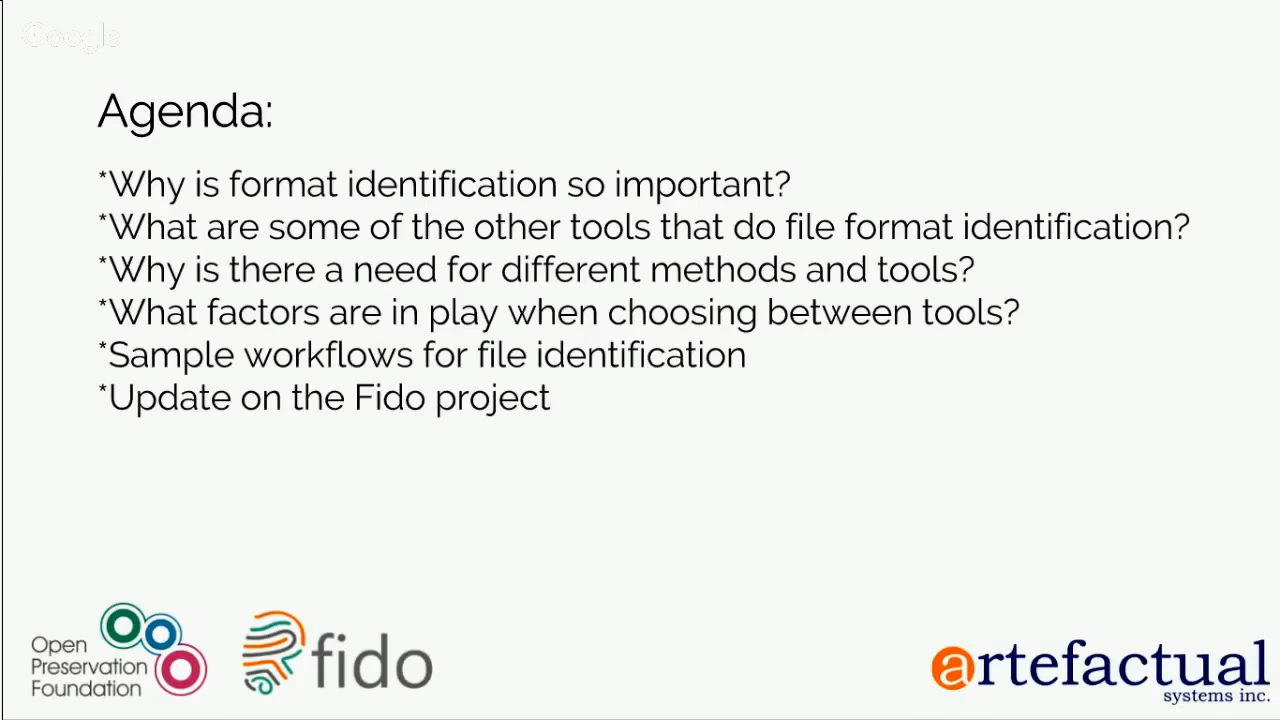 Google
Agenda:
*Why is format identification so important?
*What are some of the other tools that do file format identification?
*Why is there a need for different methods and tools?
*What factors are in play when choosing between tools?
*Sample workflows for file identification
*Update on the Fido project
Open
Preservation
Foundation
fido
artefactual
systems inc.